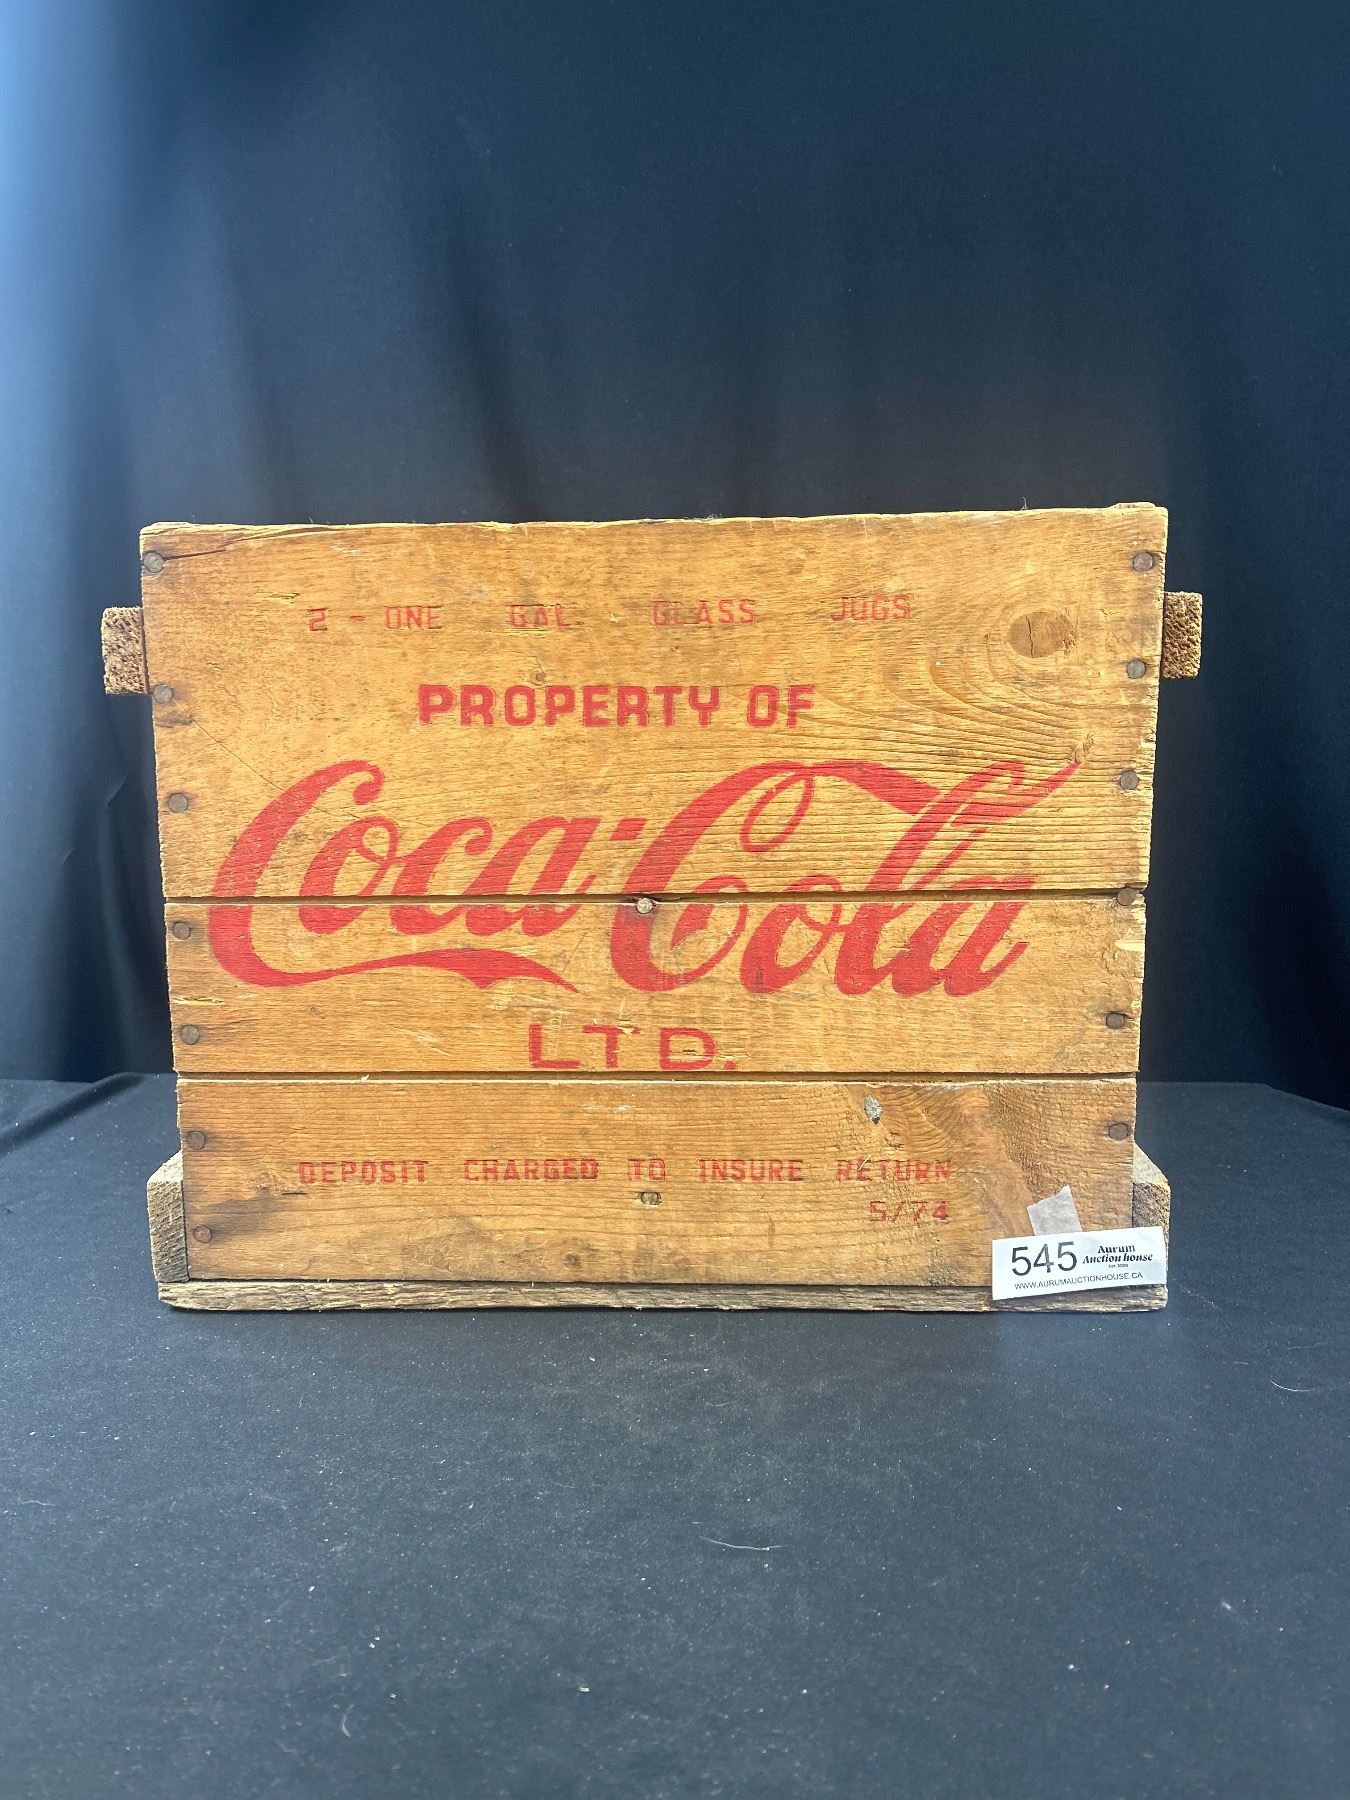 2 - ONE GAL. GLASS JUGS
PROPERTY OF
Coca-Cola
LTD.
DEPOSIT CHARGED TO INSURE RETURN
5/74
545
Aurum
Auction house
WWW.AURUMAUCTIONHOUSE.CA